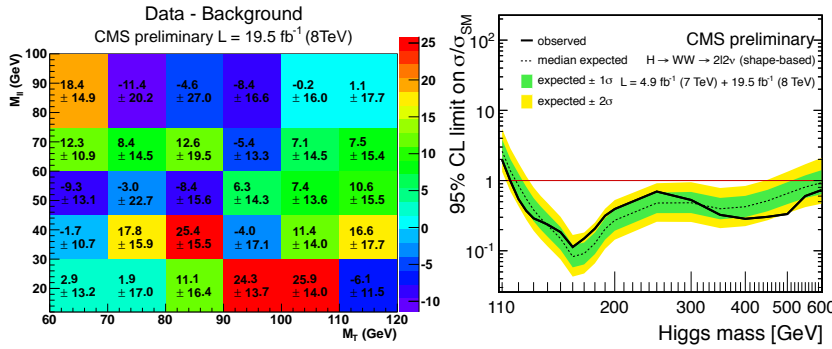 Data - Background
CMS preliminary L = 19.5 fb⁻¹ (8TeV)
M_ll (GeV)
100
90
80
70
60
50
40
30
20
18.4 -11.4 -4.6 -8.4 -0.2 1.1
± 14.9 ± 20.2 ± 27.0 ± 16.6 ± 16.0 ± 17.7
12.3 8.4 12.6 -5.4 7.1 7.5
± 10.9 ± 14.5 ± 19.5 ± 13.3 ± 14.5 ± 15.4
-9.3 -3.0 -8.4 6.3 7.4 10.6
± 13.1 ± 22.7 ± 15.6 ± 14.3 ± 13.6 ± 15.5
-1.7 17.8 25.4 -4.0 11.4 16.6
± 10.7 ± 15.9 ± 15.5 ± 17.1 ± 14.0 ± 17.7
2.9 1.9 11.1 24.3 25.9 -6.1
± 13.2 ± 17.0 ± 16.4 ± 13.7 ± 14.0 ± 11.5
60 70 80 90 100 110 120
M_T (GeV)
25
20
15
10
5
0
-5
-10
95% CL limit on σ/σ_SM
10²
10
1
10⁻¹
observed
median expected
expected ± 1σ
expected ± 2σ
CMS preliminary
H → WW → 2l2ν (shape-based)
L = 4.9 fb⁻¹ (7 TeV) + 19.5 fb⁻¹ (8 TeV)
110 200 300 400 500 600
Higgs mass [GeV]